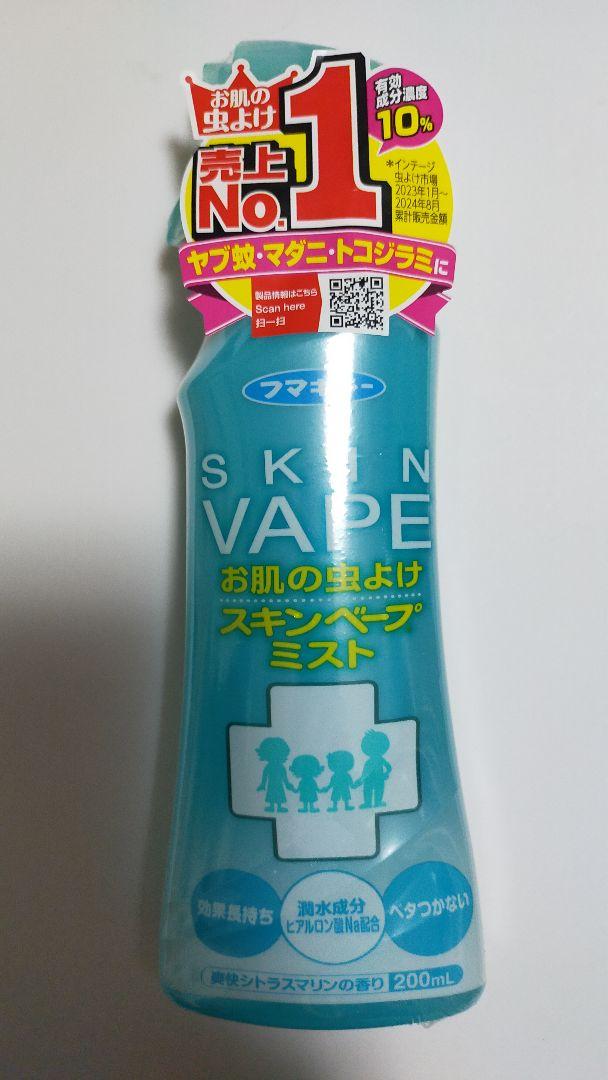 お肌の
虫よけ
売上
No.1
有効
成分濃度
10%
*インテージ
虫よけ市場
2023年1月〜
2024年8月
累計販売金額
ヤブ蚊・マダニ・トコジラミに
製品情報はこちら
Scan here
扫一扫
フマキラー
SKIN
VAPE
お肌の虫よけ
スキンベープ
ミスト
効果長持ち
潤水成分
ヒアルロン酸Na配合
ベタつかない
爽快シトラスマリンの香り 200mL